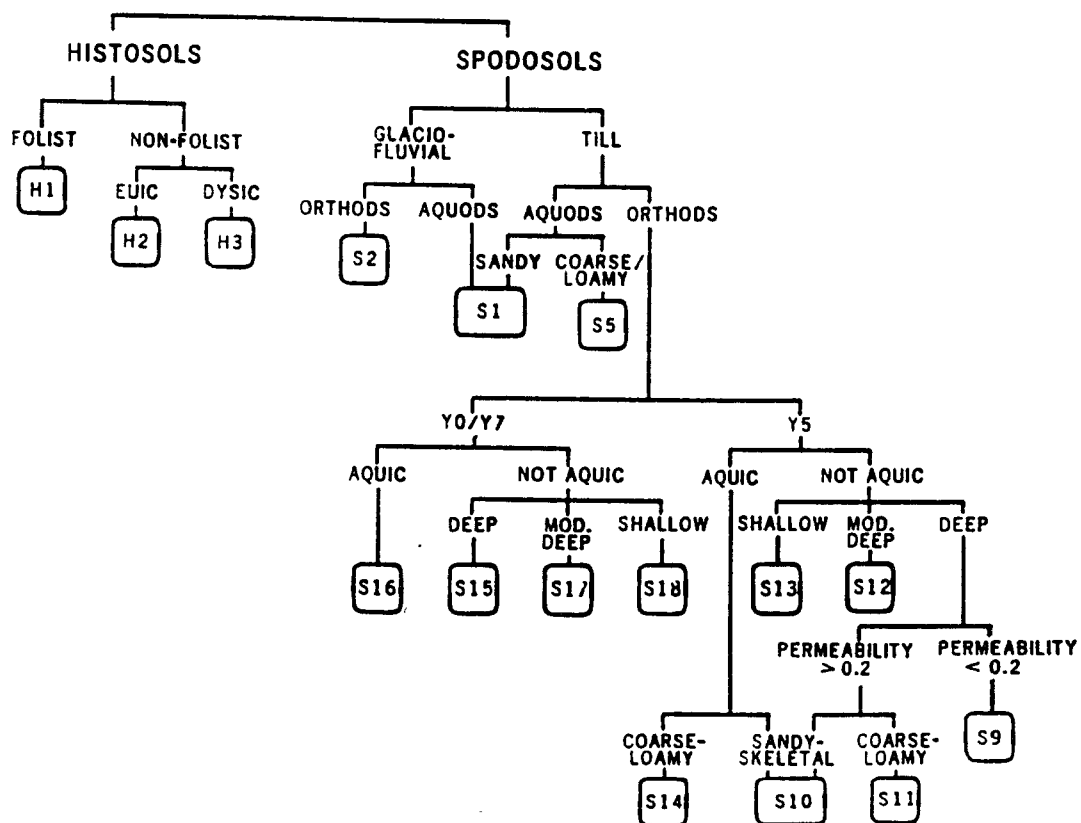 HISTOSOLS
SPODOSOLS
FOLIST
NON-FOLIST
GLACIO-
FLUVIAL
TILL
H1
EUIC
DYSIC
ORTHODS
AQUODS
AQUODS
ORTHODS
H2
H3
S2
SANDY
COARSE/
LOAMY
S1
S5
Y0/Y7
Y5
AQUIC
NOT AQUIC
AQUIC
NOT AQUIC
DEEP
MOD.
DEEP
SHALLOW
SHALLOW
MOD.
DEEP
DEEP
S16
S15
S17
S18
S13
S12
PERMEABILITY
> 0.2
PERMEABILITY
< 0.2
COARSE-
LOAMY
SANDY-
SKELETAL
COARSE-
LOAMY
S9
S14
S10
S11